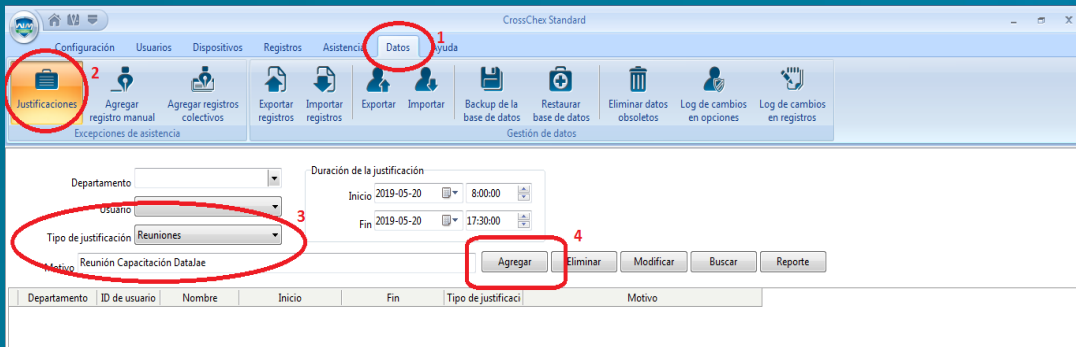 CrossChex Standard
Configuración Usuarios Dispositivos Registros Asistencia Datos Ayuda
1
2
Justificaciones
Agregar
registro manual
Agregar registros
colectivos
Exportar
registros
Importar
registros
Exportar
Importar
Backup de la
base de datos
Restaurar
base de datos
Eliminar datos
obsoletos
Log de cambios
en opciones
Log de cambios
en registros
Excepciones de asistencia
Gestión de datos
Departamento
Usuario
Tipo de justificación Reuniones
3
Motivo Reunión Capacitación DataJae
Duración de la justificación
Inicio 2019-05-20 8:00:00
Fin 2019-05-20 17:30:00
4
Agregar Eliminar Modificar Buscar Reporte
Departamento ID de usuario Nombre Inicio Fin Tipo de justificaci Motivo